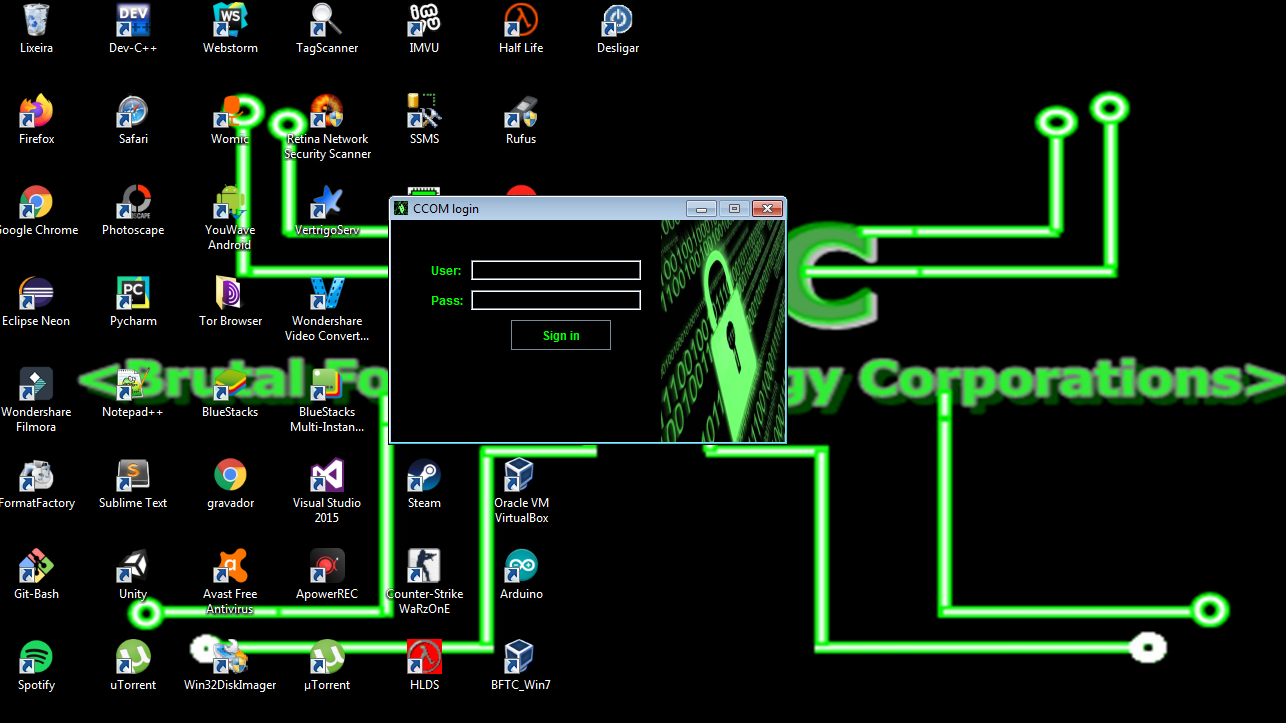 Lixeira
Dev-C++
Webstorm
TagScanner
IMVU
Half Life
Desligar
Firefox
Safari
Womic
Retina Network
Security Scanner
SSMS
Rufus
Google Chrome
Photoscape
YouWave
Android
VertrigoServ
CCOM login
User:
Pass:
Sign in
C
Eclipse Neon
Pycharm
Tor Browser
Wondershare
Video Convert...
<Brutal Fo
gy Corporations>
Wondershare
Filmora
Notepad++
BlueStacks
BlueStacks
Multi-Instan...
FormatFactory
Sublime Text
gravador
Visual Studio
2015
Steam
Oracle VM
VirtualBox
Git-Bash
Unity
Avast Free
Antivirus
ApowerREC
Counter-Strike
WaRzOnE
Arduino
Spotify
uTorrent
Win32DiskImager
µTorrent
HLDS
BFTC_Win7